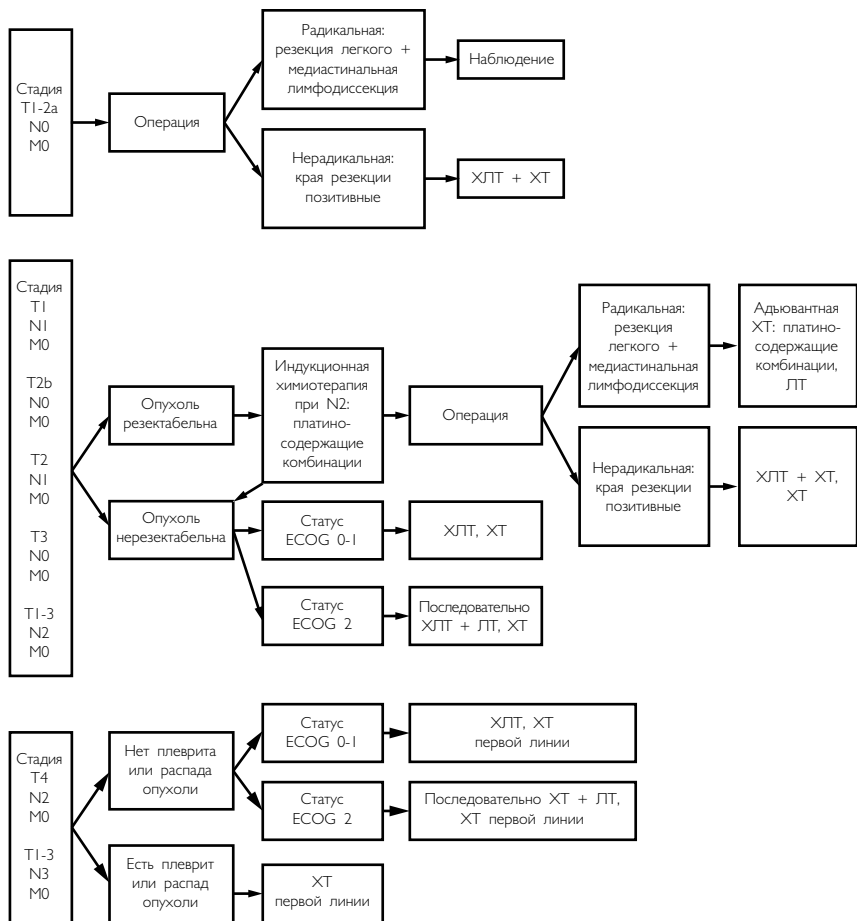 Стадия
T1-2a
N0
M0
Операция
Радикальная:
резекция легкого +
медиастинальная
лимфодиссекция
Наблюдение
Нерадикальная:
края резекции
позитивные
ХЛТ + ХТ
Стадия
T1
N1
M0
T2b
N0
M0
T2
N1
M0
T3
N0
M0
T1-3
N2
M0
Опухоль
резектабельна
Индукционная
химиотерапия
при N2:
платино-
содержащие
комбинации
Операция
Радикальная:
резекция
легкого +
медиастинальная
лимфодиссекция
Адъювантная
ХТ: платино-
содержащие
комбинации,
ЛТ
Нерадикальная:
края резекции
позитивные
ХЛТ + ХТ,
ХТ
Опухоль
нерезектабельна
Статус
ECOG 0-1
ХЛТ, ХТ
Статус
ECOG 2
Последовательно
ХЛТ + ЛТ, ХТ
Стадия
T4
N2
M0
T1-3
N3
M0
Нет плеврита
или распада
опухоли
Статус
ECOG 0-1
ХЛТ, ХТ
первой линии
Статус
ECOG 2
Последовательно ХТ + ЛТ,
ХТ первой линии
Есть плеврит
или распад
опухоли
ХТ
первой линии